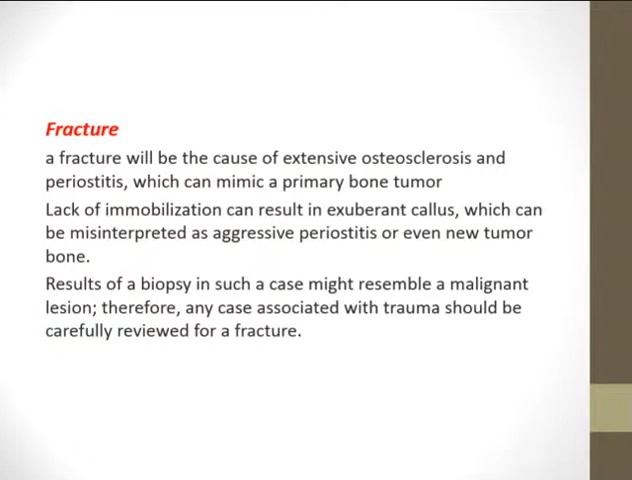 Fracture
a fracture will be the cause of extensive osteosclerosis and
periostitis, which can mimic a primary bone tumor
Lack of immobilization can result in exuberant callus, which can
be misinterpreted as aggressive periostitis or even new tumor
bone.
Results of a biopsy in such a case might resemble a malignant
lesion; therefore, any case associated with trauma should be
carefully reviewed for a fracture.